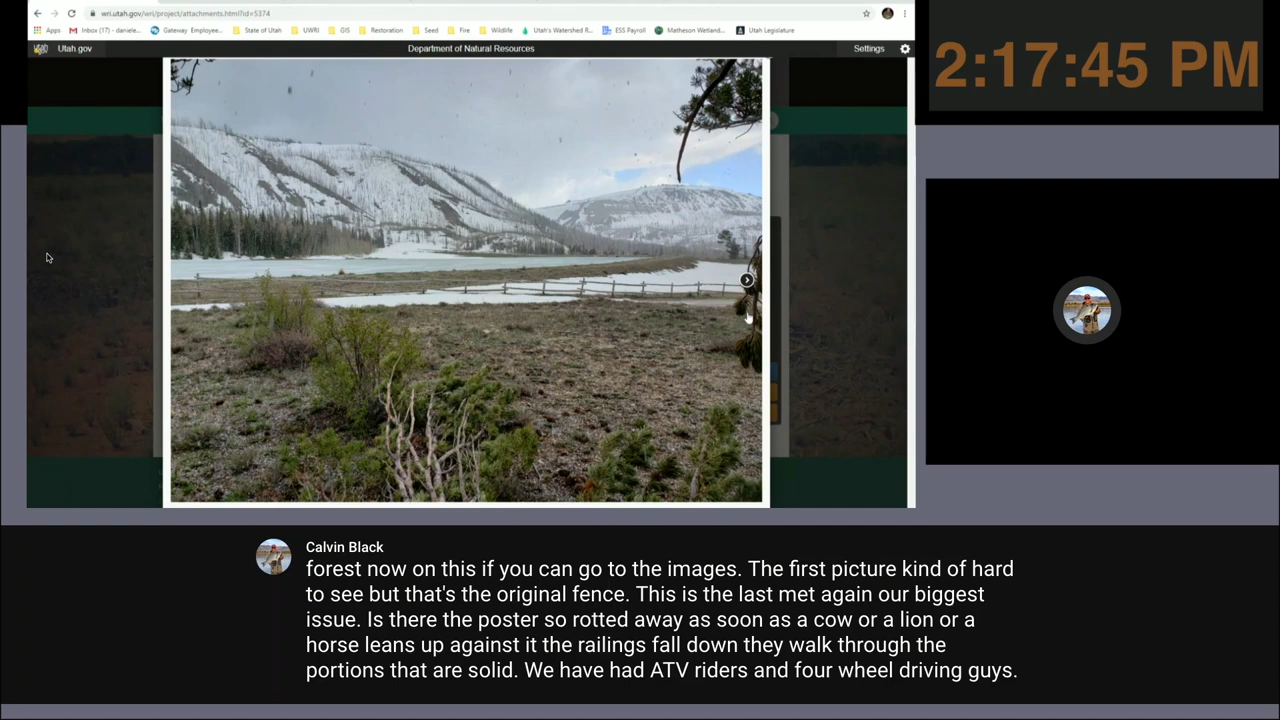 wri.utah.gov/wri/project/attachments.html?id=5374
Apps Inbox (17) - daniele... Gateway Employee... State of Utah UWRI GIS Restoration Seed Fire Wildlife Utah's Watershed R... ESS Payroll Matheson Wetland... Utah Legislature
Utah.gov Department of Natural Resources Settings
2:17:45 PM
Calvin Black
forest now on this if you can go to the images. The first picture kind of hard
to see but that's the original fence. This is the last met again our biggest
issue. Is there the poster so rotted away as soon as a cow or a lion or a
horse leans up against it the railings fall down they walk through the
portions that are solid. We have had ATV riders and four wheel driving guys.